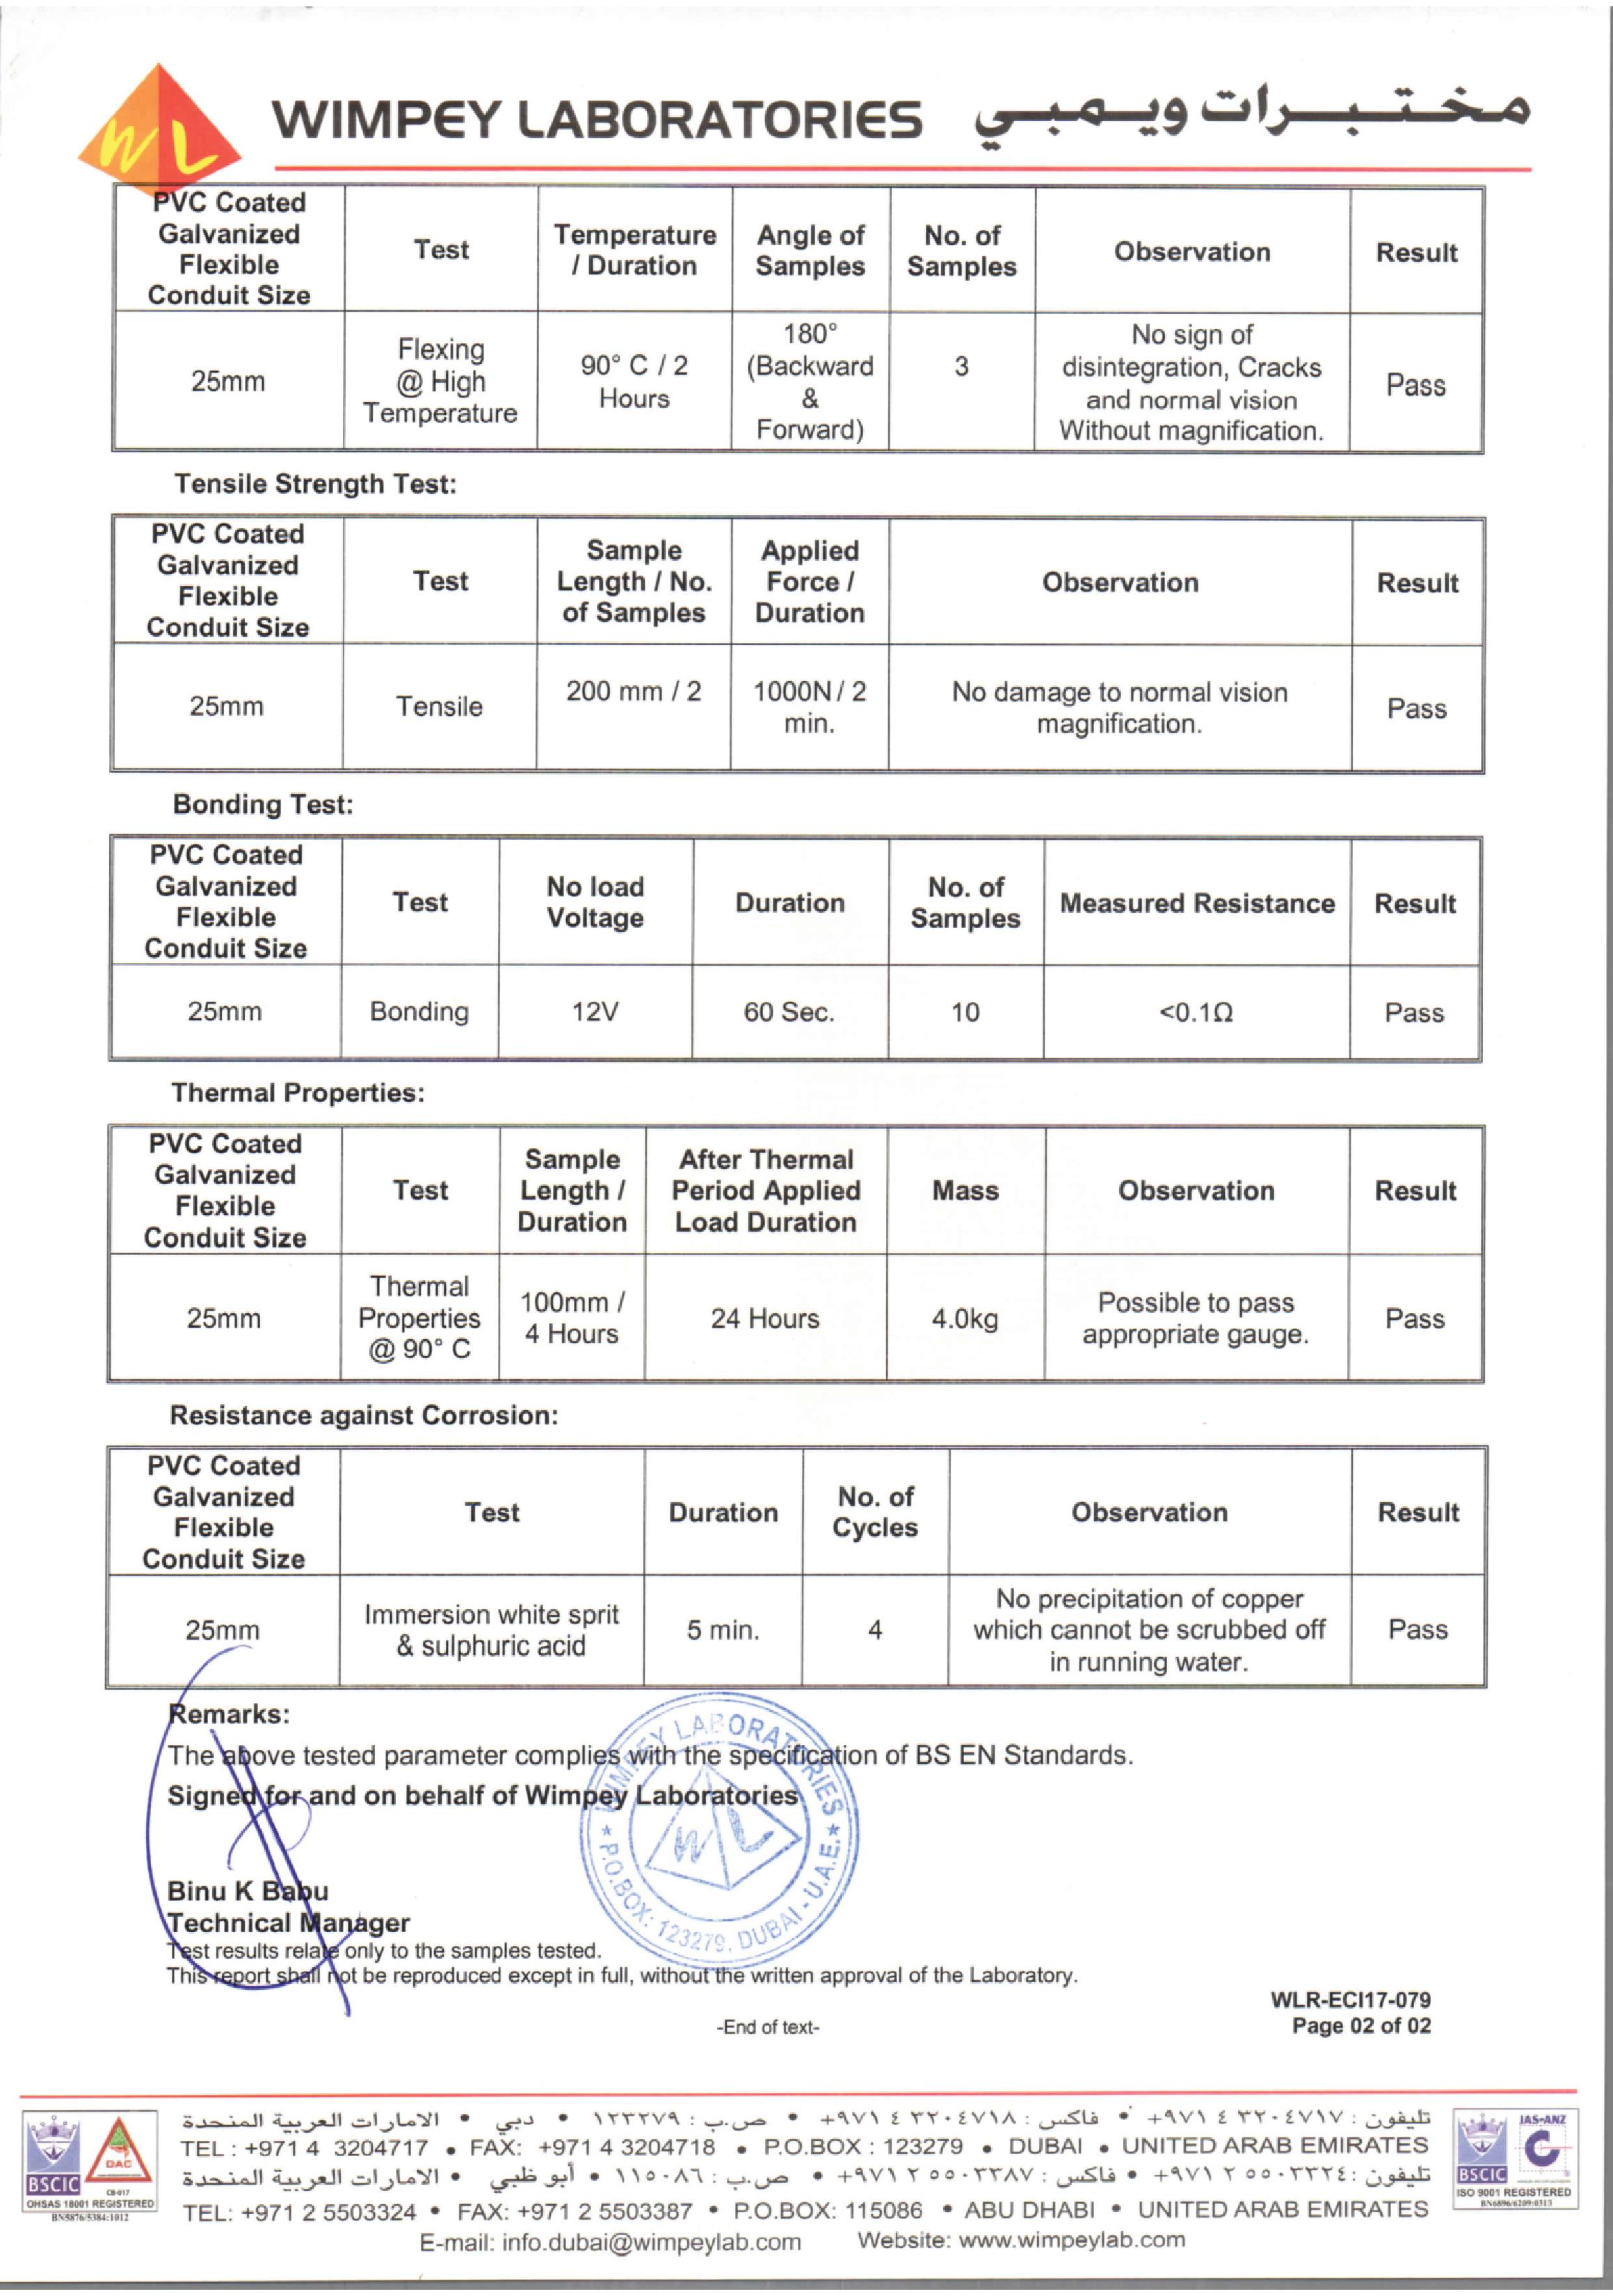 WL
WIMPEY LABORATORIES مختبرات ويمبي
PVC Coated Galvanized Flexible Conduit Size | Test | Temperature / Duration | Angle of Samples | No. of Samples | Observation | Result
25mm | Flexing @ High Temperature | 90° C / 2 Hours | 180° (Backward & Forward) | 3 | No sign of disintegration, Cracks and normal vision Without magnification. | Pass
Tensile Strength Test:
PVC Coated Galvanized Flexible Conduit Size | Test | Sample Length / No. of Samples | Applied Force / Duration | Observation | Result
25mm | Tensile | 200 mm / 2 | 1000N / 2 min. | No damage to normal vision magnification. | Pass
Bonding Test:
PVC Coated Galvanized Flexible Conduit Size | Test | No load Voltage | Duration | No. of Samples | Measured Resistance | Result
25mm | Bonding | 12V | 60 Sec. | 10 | <0.1Ω | Pass
Thermal Properties:
PVC Coated Galvanized Flexible Conduit Size | Test | Sample Length / Duration | After Thermal Period Applied Load Duration | Mass | Observation | Result
25mm | Thermal Properties @ 90° C | 100mm / 4 Hours | 24 Hours | 4.0kg | Possible to pass appropriate gauge. | Pass
Resistance against Corrosion:
PVC Coated Galvanized Flexible Conduit Size | Test | Duration | No. of Cycles | Observation | Result
25mm | Immersion white sprit & sulphuric acid | 5 min. | 4 | No precipitation of copper which cannot be scrubbed off in running water. | Pass
Remarks:
The above tested parameter complies with the specification of BS EN Standards.
Signed for and on behalf of Wimpey Laboratories
WIMPEY LABORATORIES
WL
★ P.O.BOX: 123279, DUBAI - U.A.E. ★
Binu K Babu
Technical Manager
Test results relate only to the samples tested.
This report shall not be reproduced except in full, without the written approval of the Laboratory.
WLR-ECI17-079
-End of text-
Page 02 of 02
تليفون : ٣٢٠٤٧١٧ ٤ ٩٧١+ • فاكس : ٣٢٠٤٧١٨ ٤ ٩٧١+ • ص.ب : ١٢٣٢٧٩ • دبي • الامارات العربية المتحدة
TEL : +971 4 3204717 • FAX: +971 4 3204718 • P.O.BOX : 123279 • DUBAI • UNITED ARAB EMIRATES
تليفون : ٥٥٠٣٣٢٤ ٢ ٩٧١+ • فاكس : ٥٥٠٣٣٨٧ ٢ ٩٧١+ • ص.ب : ١١٥٠٨٦ • أبو ظبي • الامارات العربية المتحدة
TEL: +971 2 5503324 • FAX: +971 2 5503387 • P.O.BOX: 115086 • ABU DHABI • UNITED ARAB EMIRATES
E-mail: info.dubai@wimpeylab.com Website: www.wimpeylab.com
BSCIC DAC
CB-017
OHSAS 18001 REGISTERED
BN5876/5384:1012
JAS-ANZ
BSCIC
ISO 9001 REGISTERED
BN6896/6209:0313